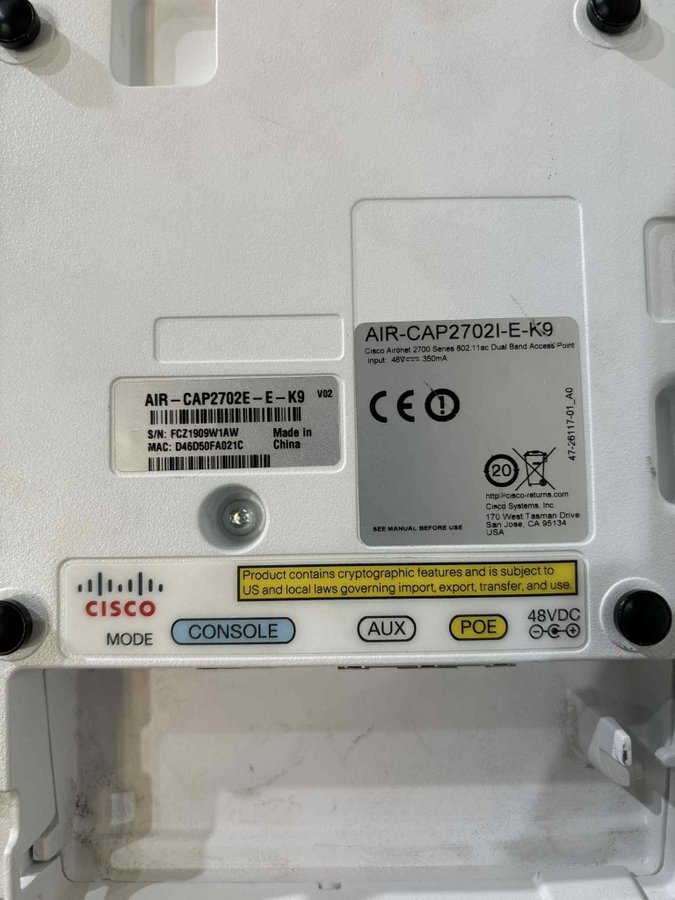 AIR-CAP2702I-E-K9
Cisco Aironet 2700 Series 802.11ac Dual Band Access Point
Input: 48V 350mA
47-26117-01_A0
20
http://cisco-returns.com
Cisco Systems, Inc
170 West Tasman Drive
San Jose, CA 95134
USA
SEE MANUAL BEFORE USE
AIR-CAP2702E-E-K9 V02
S/N: FCZ1909W1AW Made in
MAC: D46D50FA021C China
CISCO
Product contains cryptographic features and is subject to
US and local laws governing import, export, transfer, and use.
MODE CONSOLE AUX POE 48VDC